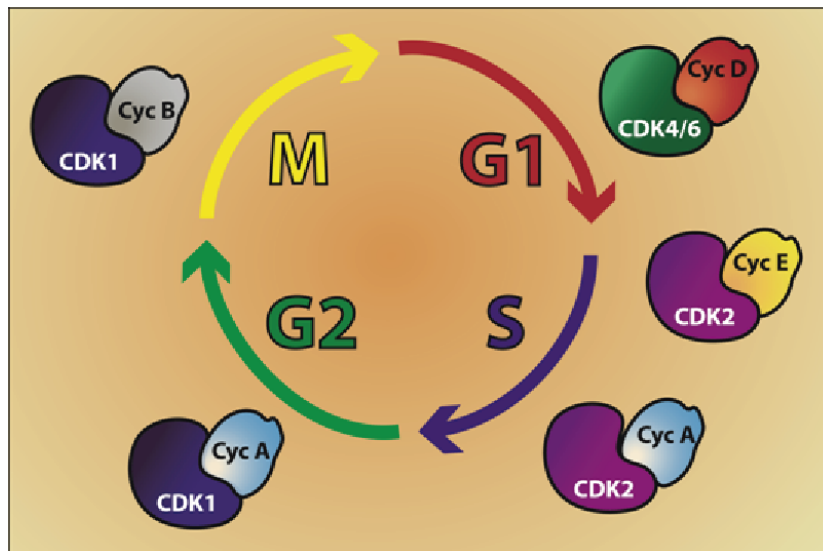 Cyc B
CDK1
M
G1
Cyc D
CDK4/6
Cyc E
CDK2
G2
S
Cyc A
CDK1
Cyc A
CDK2